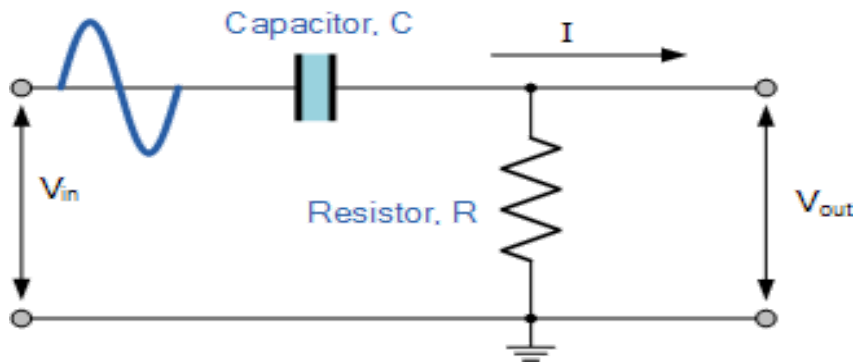 Capacitor, C
I
Vin
Resistor, R
Vout